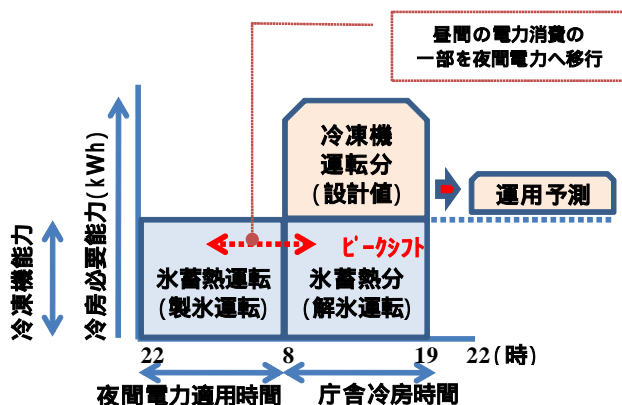 昼間の電力消費の
一部を夜間電力へ移行
冷凍機
運転分
(設計値)
運用予測
ピークシフト
氷蓄熱運転
(製氷運転)
氷蓄熱分
(解氷運転)
冷凍機能力
冷房必要能力(kWh)
22 8 19 22(時)
夜間電力適用時間 庁舎冷房時間